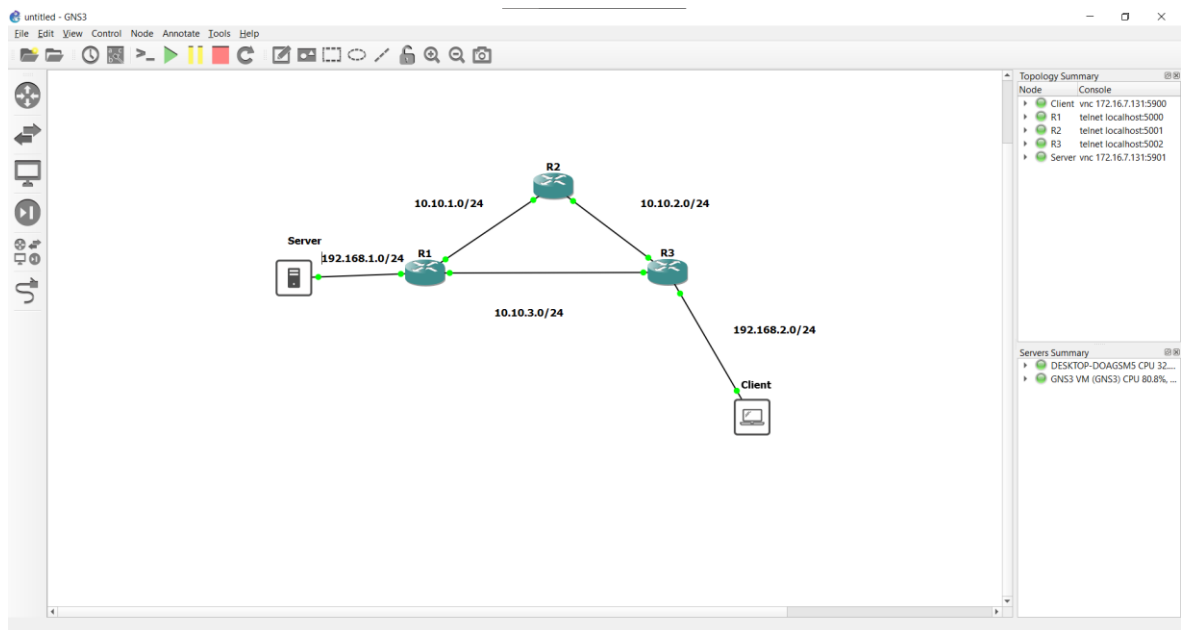 untitled - GNS3
File Edit View Control Node Annotate Tools Help
Topology Summary
Node Console
Client vnc 172.16.7.131:5900
R1 telnet localhost:5000
R2 telnet localhost:5001
R3 telnet localhost:5002
Server vnc 172.16.7.131:5901
R2
10.10.1.0/24
10.10.2.0/24
Server
192.168.1.0/24
R1
R3
10.10.3.0/24
192.168.2.0/24
Client
Servers Summary
DESKTOP-DOAGSM5 CPU 32....
GNS3 VM (GNS3) CPU 80.8%, ...